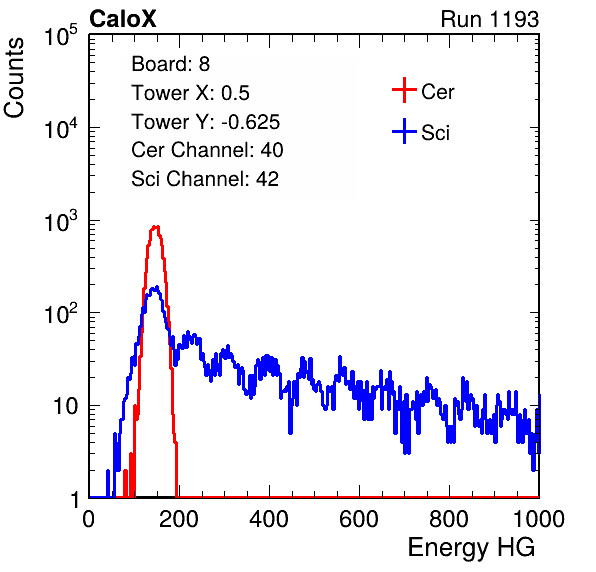 CaloX Run 1193
Counts
10^5
10^4
10^3
10^2
10
1
Board: 8
Tower X: 0.5
Tower Y: -0.625
Cer Channel: 40
Sci Channel: 42
Cer
Sci
0 200 400 600 800 1000
Energy HG